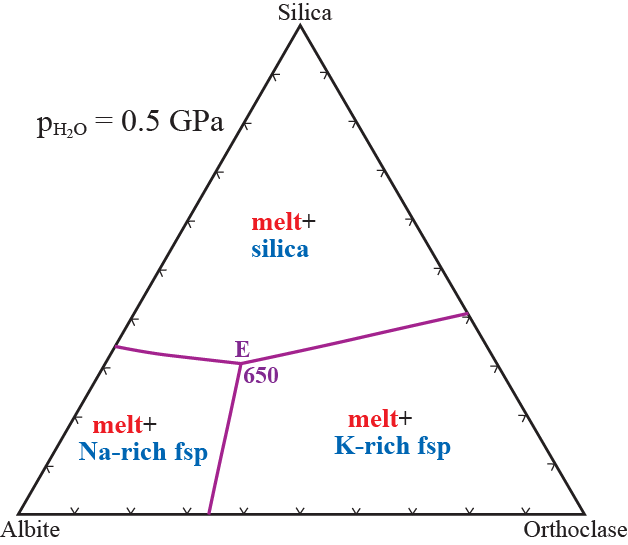 Silica
pH₂O = 0.5 GPa
melt+
silica
E
650
melt+
Na-rich fsp
melt+
K-rich fsp
Albite
Orthoclase